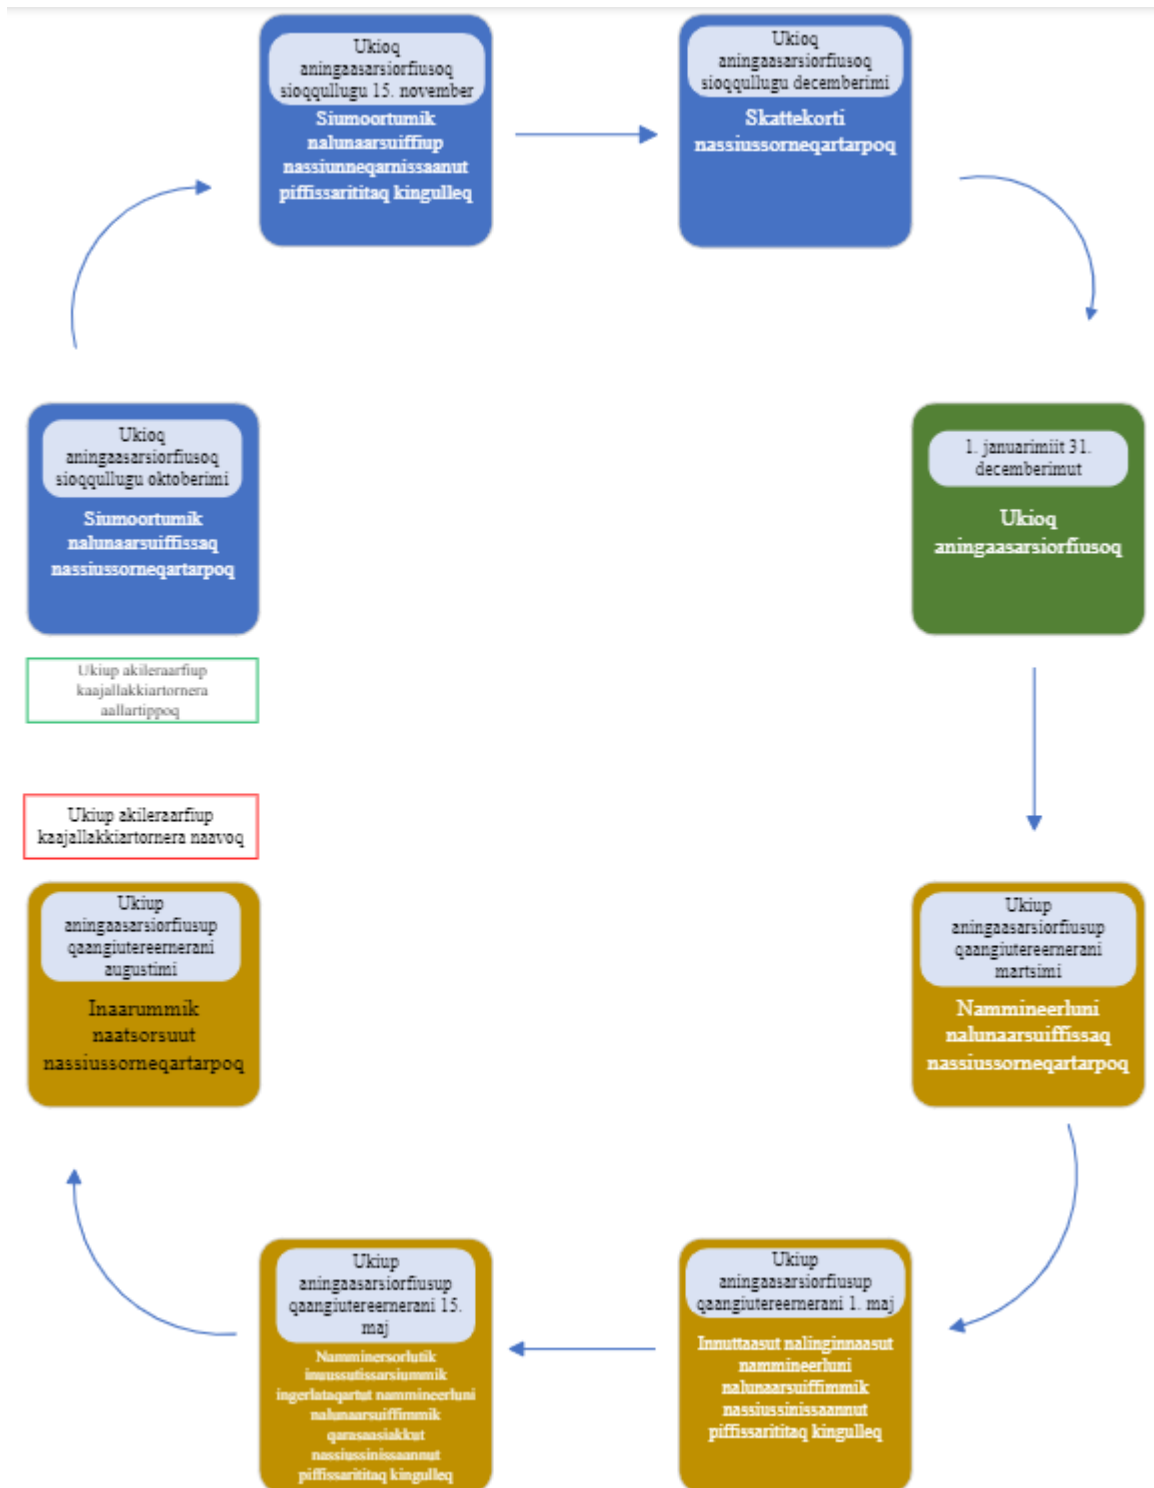 Ukioq
aningaasarsiorfiusoq
sioqqullugu 15. november
Siumoortumik
nalunaarsuiffiup
nassiunneqarnissaanut
piffissarititaq kingulleq
Ukioq
aningaasarsiorfiusoq
sioqqullugu decemberimi
Skattekorti
nassiussorneqartarpoq
1. januarimiit 31.
decemberimut
Ukioq
aningaasarsiorfiusoq
Ukiup
aningaasarsiorfiusup
qaangiutereernerani
martsimi
Nammineerluni
nalunaarsuiffissaq
nassiussorneqartarpoq
Ukiup
aningaasarsiorfiusup
qaangiutereernerani 1. maj
Innuttaasut nalinginnaasut
nammineerluni
nalunaarsuiffimmik
nassiussinissaannut
piffissarititaq kingulleq
Ukiup
aningaasarsiorfiusup
qaangiutereernerani 15.
maj
Namminersorlutik
inuussutissarsiummik
ingerlataqartut nammineerluni
nalunaarsuiffimmik
qarasaasiakkut
nassiussinissaannut
piffissarititaq kingulleq
Ukiup
aningaasarsiorfiusup
qaangiutereernerani
augustimi
Inaarummik
naatsorsuut
nassiussorneqartarpoq
Ukiup akileraarfiup
kaajallakkiartornera naavoq
Ukiup akileraarfiup
kaajallakkiartornera
aallartippoq
Ukioq
aningaasarsiorfiusoq
sioqqullugu oktoberimi
Siumoortumik
nalunaarsuiffissaq
nassiussorneqartarpoq